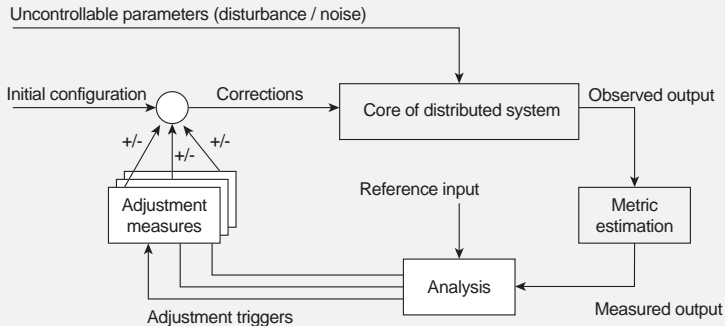 Uncontrollable parameters (disturbance / noise)
Initial configuration
Corrections
Core of distributed system
Observed output
+/-
+/-
+/-
Reference input
Adjustment
measures
Metric
estimation
Analysis
Adjustment triggers
Measured output